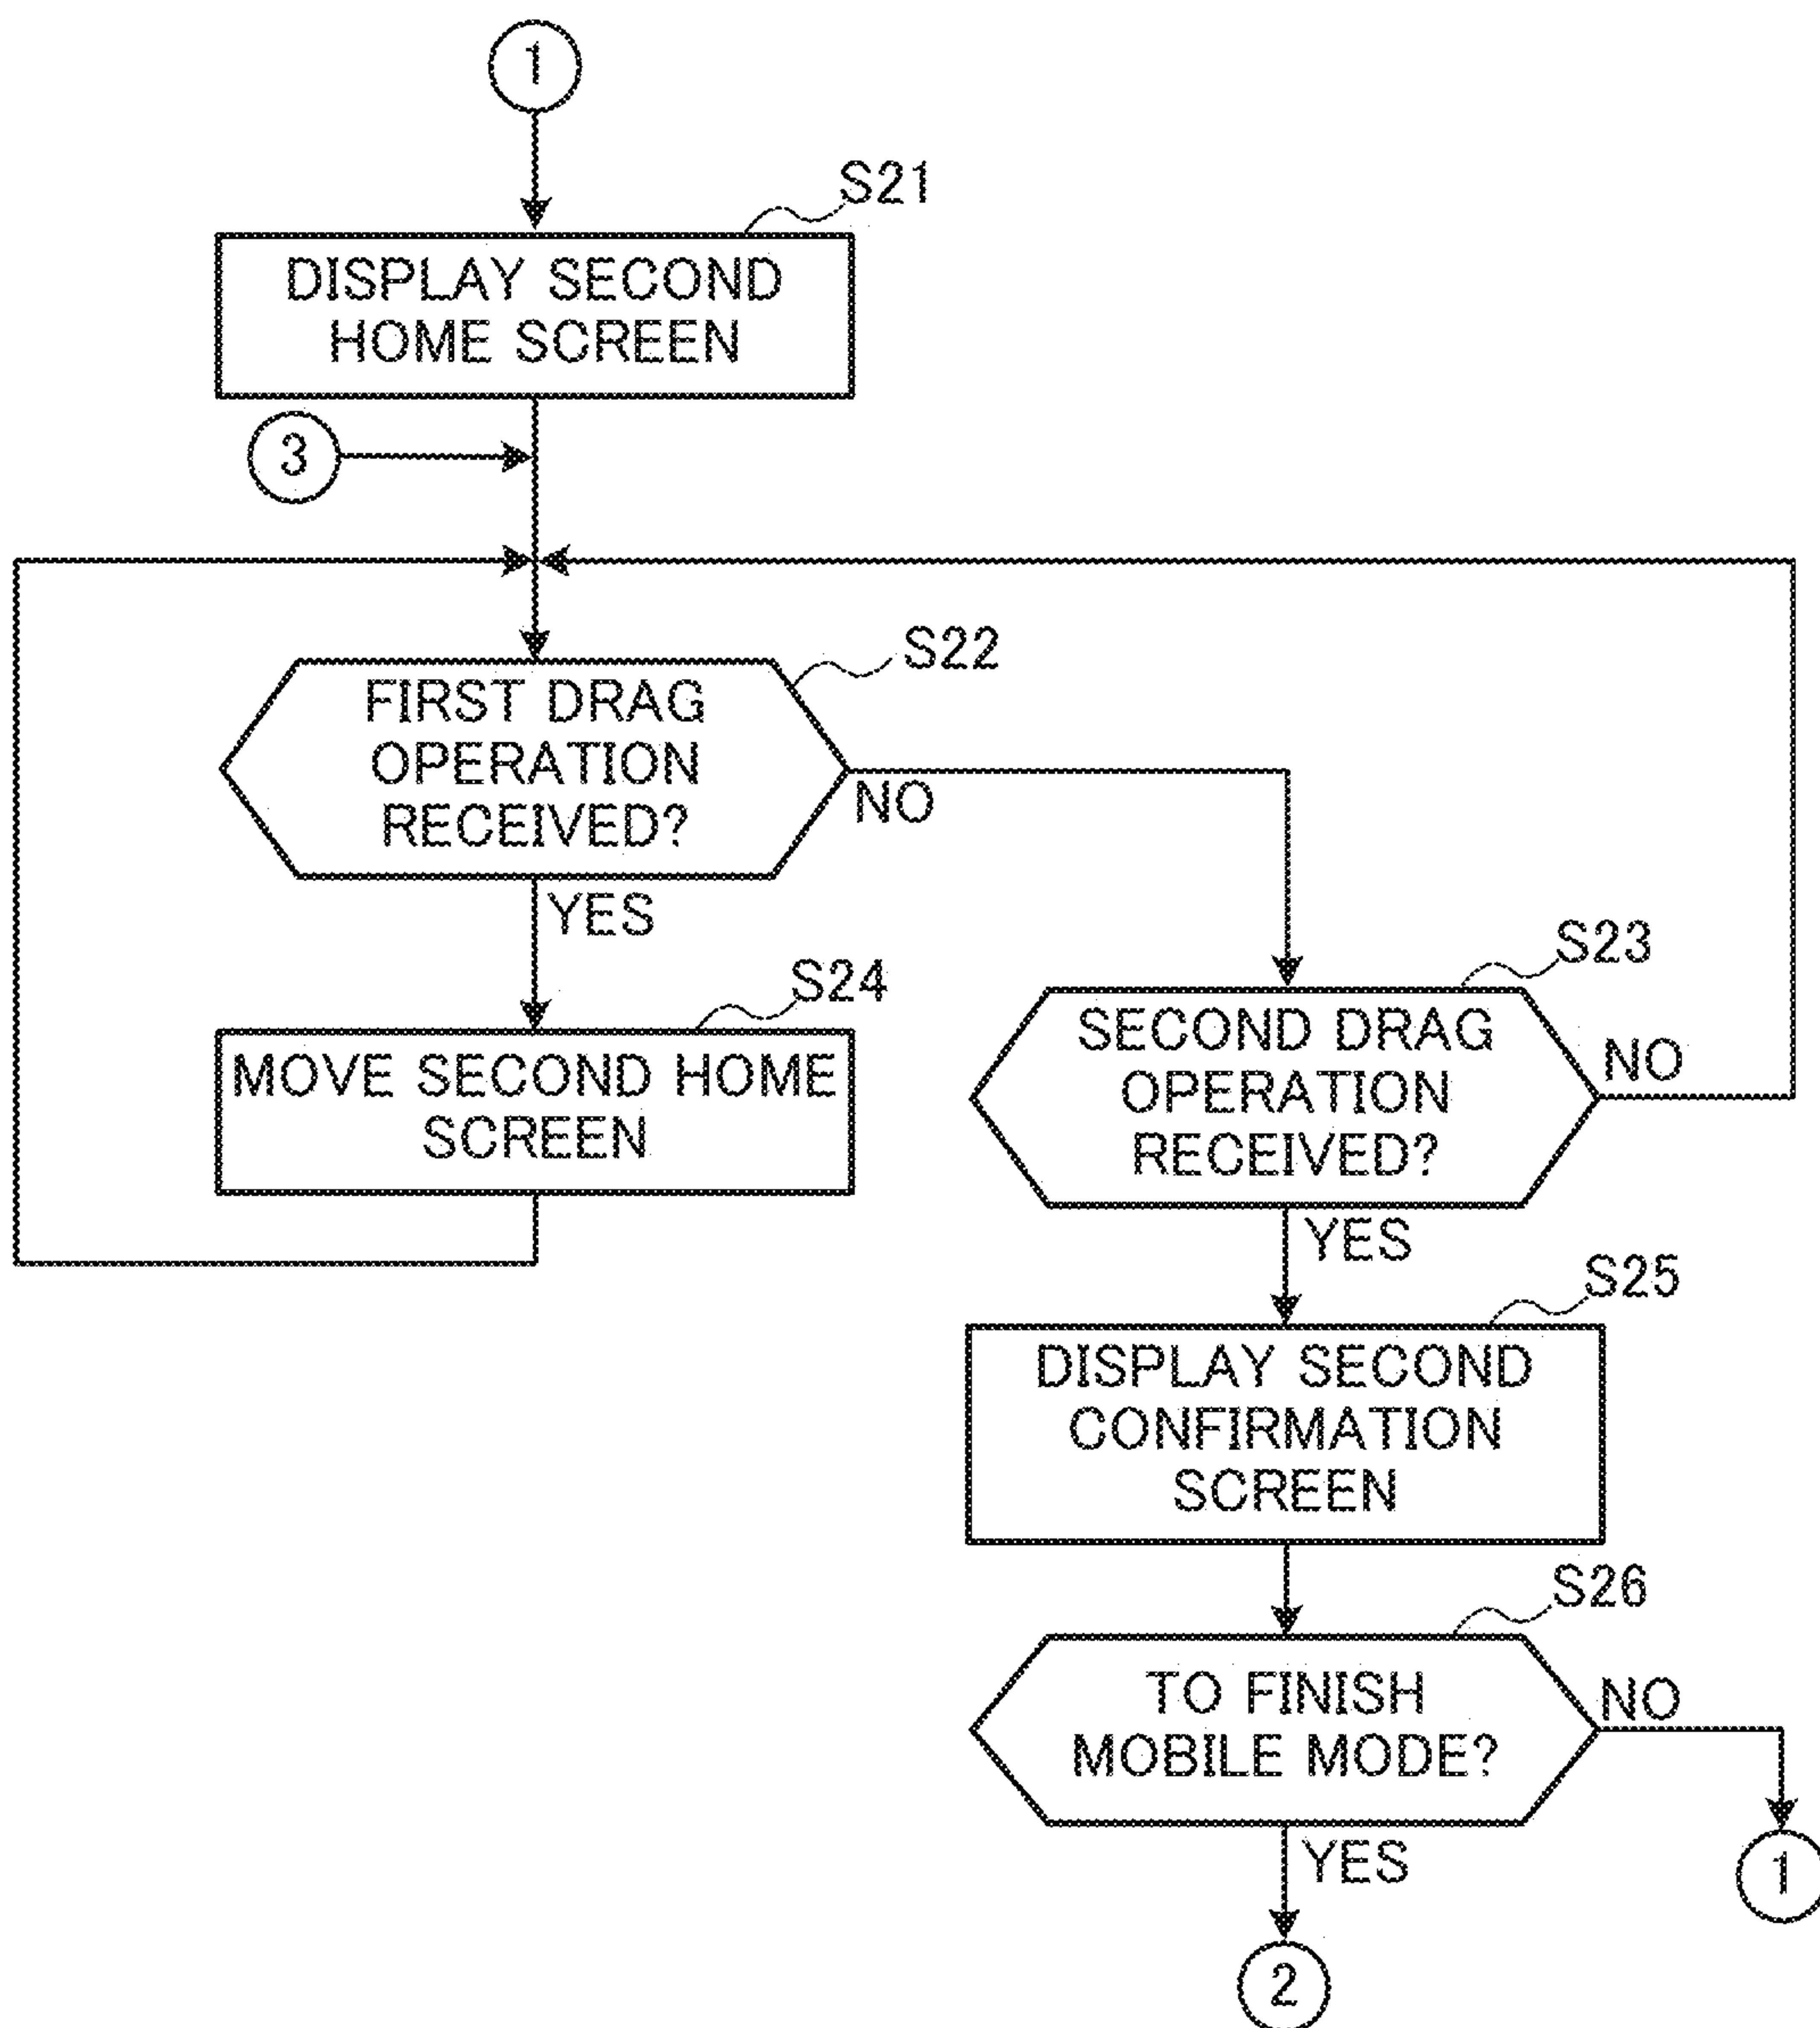 1
S21
DISPLAY SECOND
HOME SCREEN
3
S22
FIRST DRAG
OPERATION
RECEIVED?
NO
YES
S24
MOVE SECOND HOME
SCREEN
S23
SECOND DRAG
OPERATION
RECEIVED?
NO
YES
S25
DISPLAY SECOND
CONFIRMATION
SCREEN
S26
TO FINISH
MOBILE MODE?
NO
1
YES
2